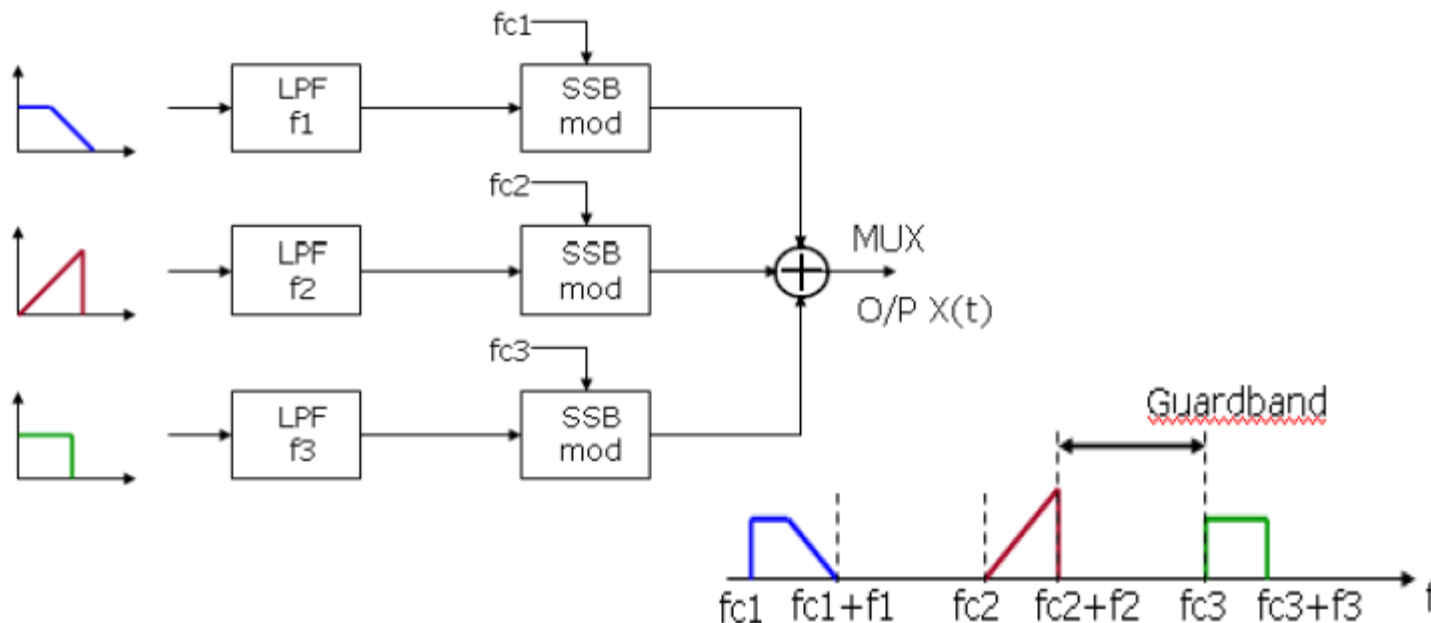 fc1
LPF
f1
SSB
mod
fc2
LPF
f2
SSB
mod
MUX
O/P X(t)
fc3
LPF
f3
SSB
mod
Guardband
fc1
fc1+f1
fc2
fc2+f2
fc3
fc3+f3
f